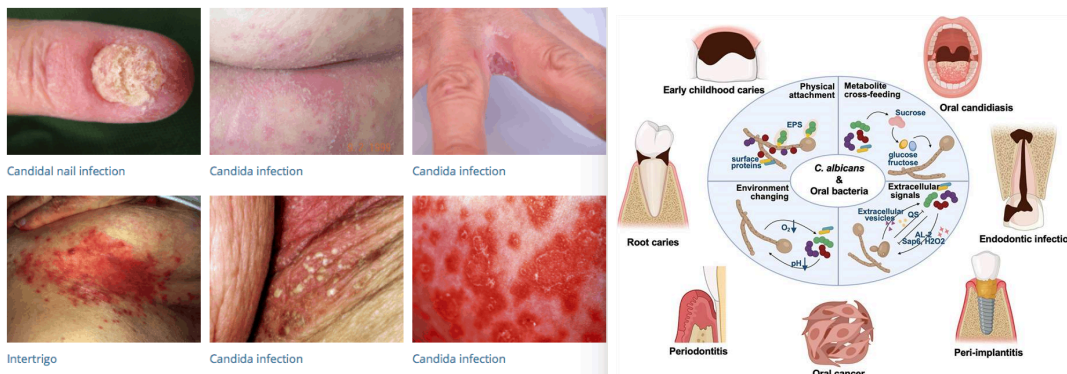 Candidal nail infection
Candida infection
Candida infection
Intertrigo
Candida infection
Candida infection
Early childhood caries
Oral candidiasis
Root caries
Endodontic infectio
Periodontitis
Oral cancer
Peri-implantitis
Physical
attachment
EPS
surface
proteins
Metabolite
cross-feeding
Sucrose
glucose
fructose
C. albicans
&
Oral bacteria
Environment
changing
O₂
pH
Extracellular
signals
Extracellular
vesicles
QS
AL-2
Sap6, H2O2